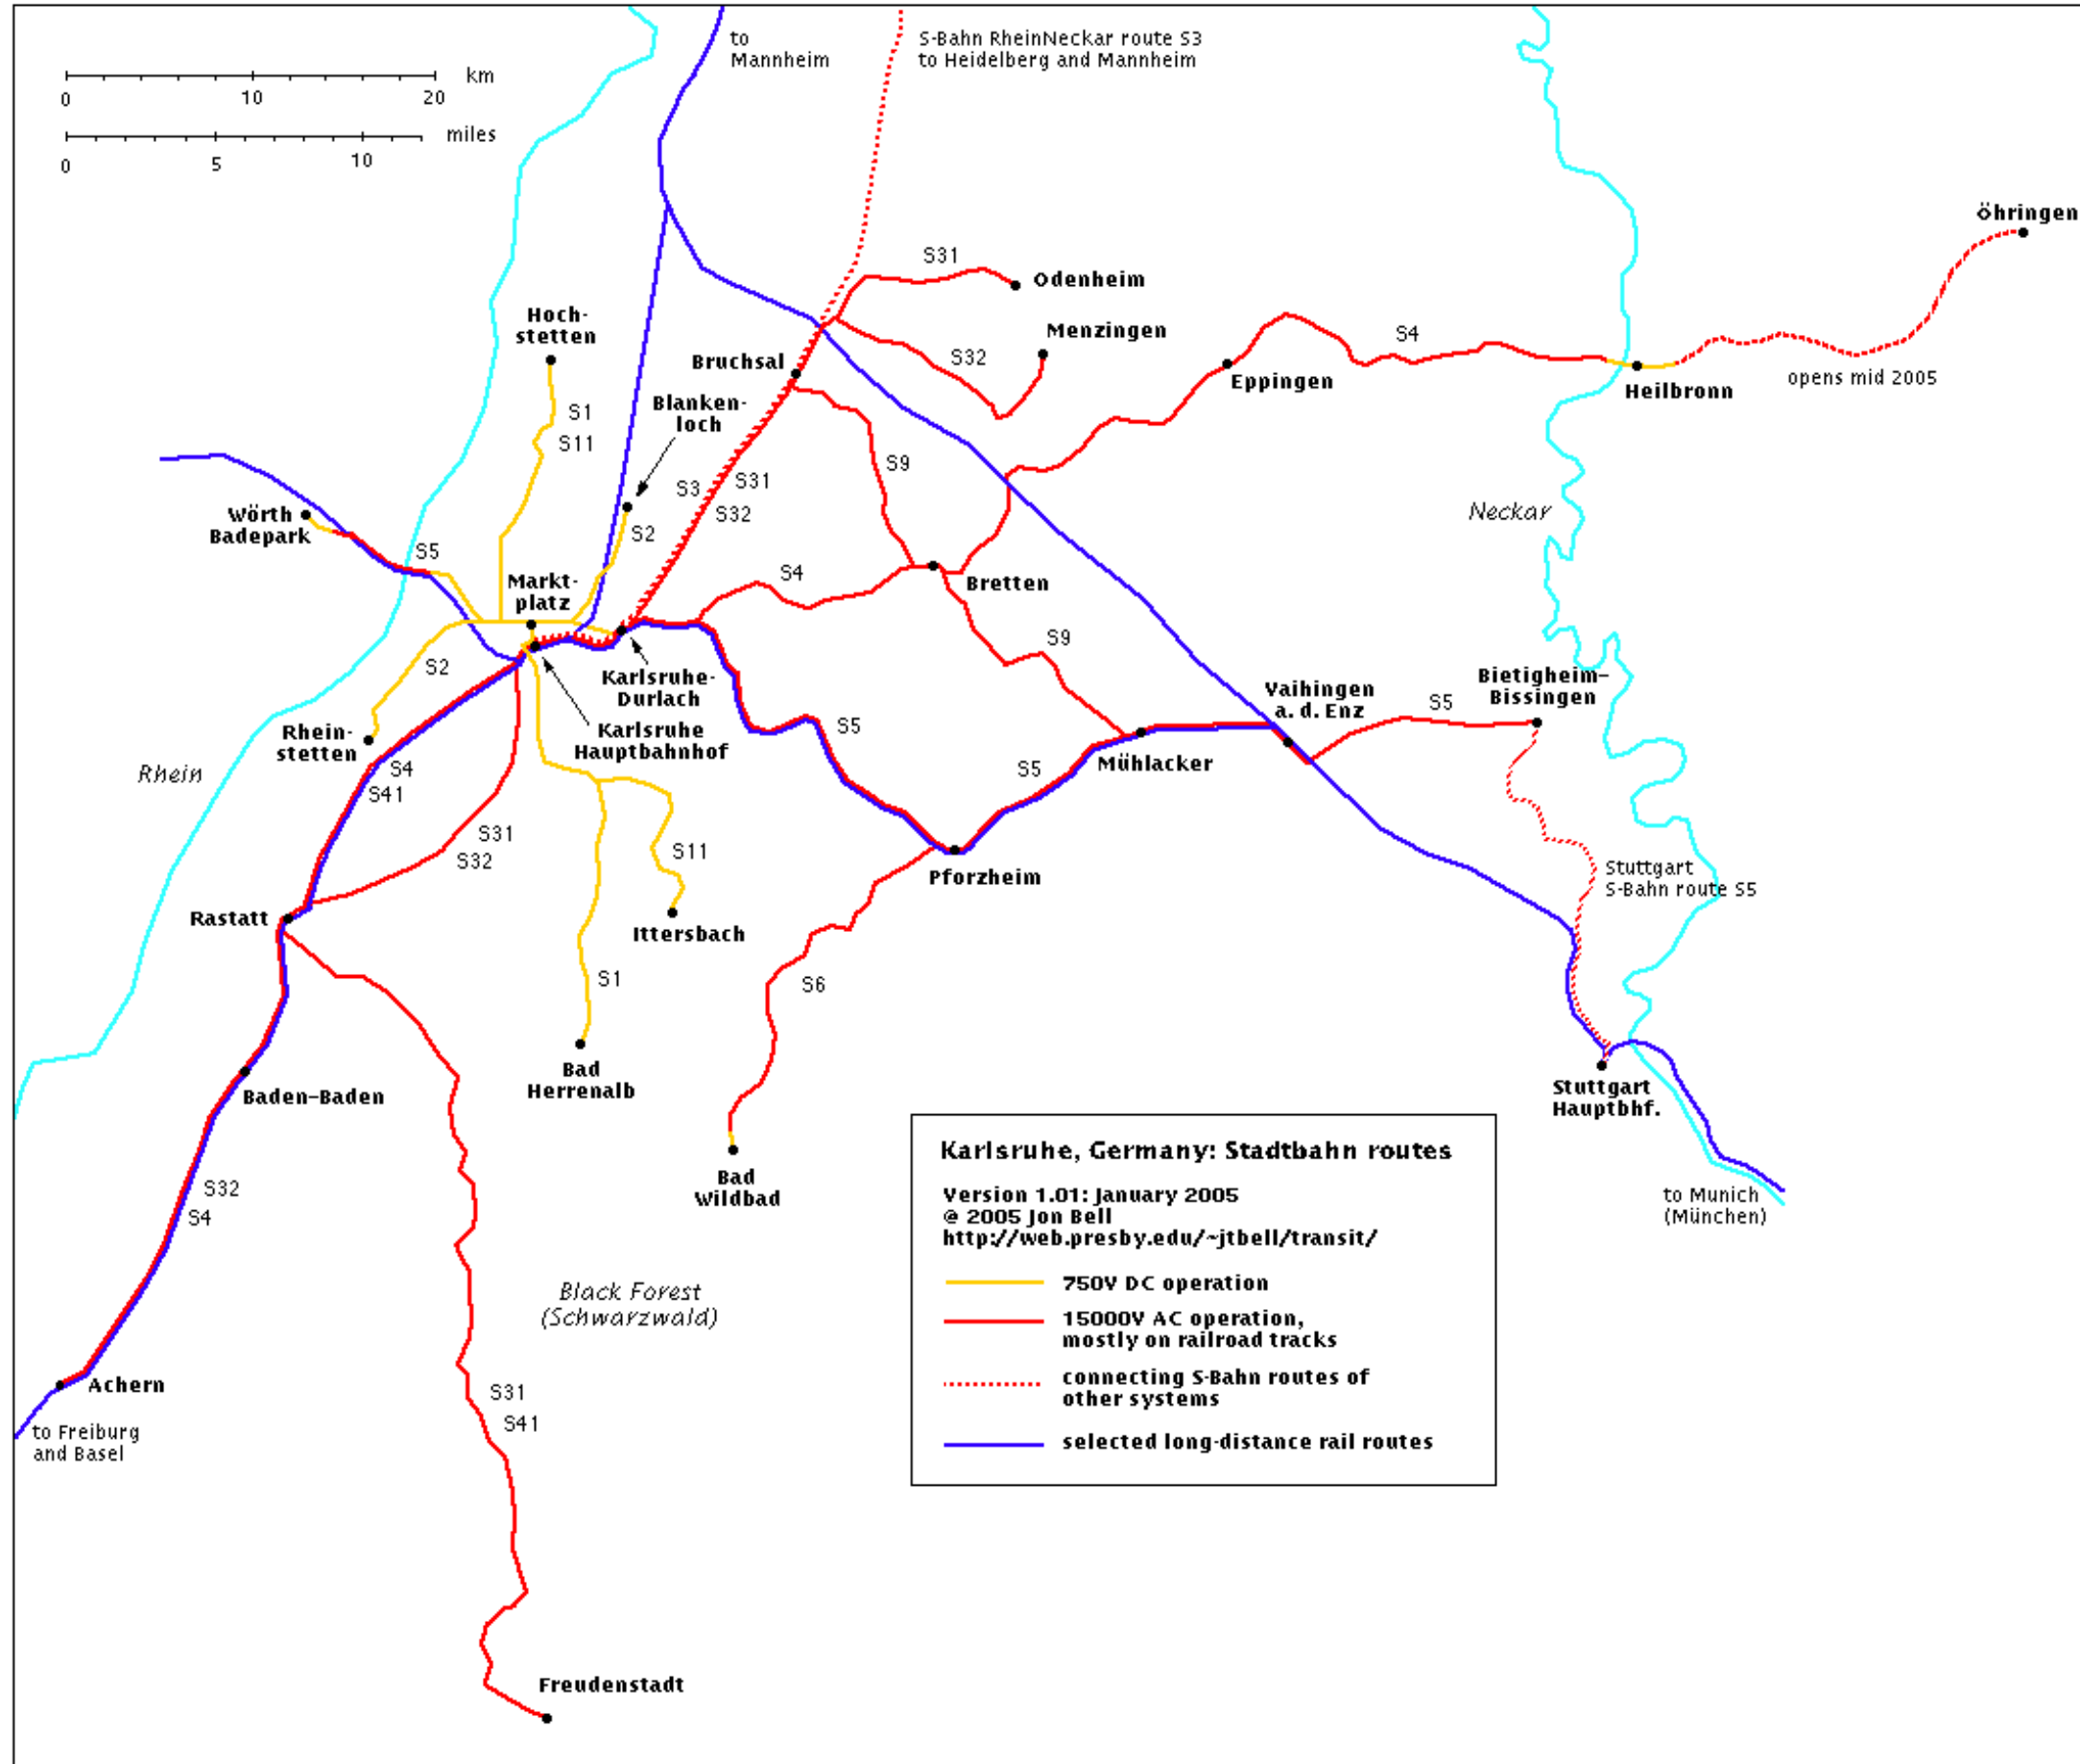 to
Mannheim
S-Bahn RheinNeckar route S3
to Heidelberg and Mannheim
km
0
10
20
miles
0
5
10
Öhringen
S31
Odenheim
Hoch-
stetten
Menzingen
S4
S32
Bruchsal
Eppingen
opens mid 2005
Heilbronn
Blanken-
loch
S1
S11
S9
S3
S31
S32
Wörth
Badepark
Neckar
S2
S5
Markt-
platz
S4
Bretten
S9
S2
Karlsruhe-
Durlach
Bietigheim-
Bissingen
Vaihingen
a. d. Enz
S5
Rhein-
stetten
Karlsruhe
Hauptbahnhof
S5
Rhein
S4
S41
S5
Mühlacker
S31
S32
S11
Stuttgart
S-Bahn route S5
Pforzheim
Rastatt
Ittersbach
S1
S6
Bad
Herrenalb
Baden-Baden
Stuttgart
Hauptbhf.
Bad
Wildbad
S32
S4
to Munich
(München)
Karlsruhe, Germany: Stadtbahn routes
Version 1.01: January 2005
@ 2005 Jon Bell
http://web.presby.edu/~jtbell/transit/
750V DC operation
15000V AC operation,
mostly on railroad tracks
connecting S-Bahn routes of
other systems
selected long-distance rail routes
Black Forest
(Schwarzwald)
Achern
S31
S41
to Freiburg
and Basel
Freudenstadt